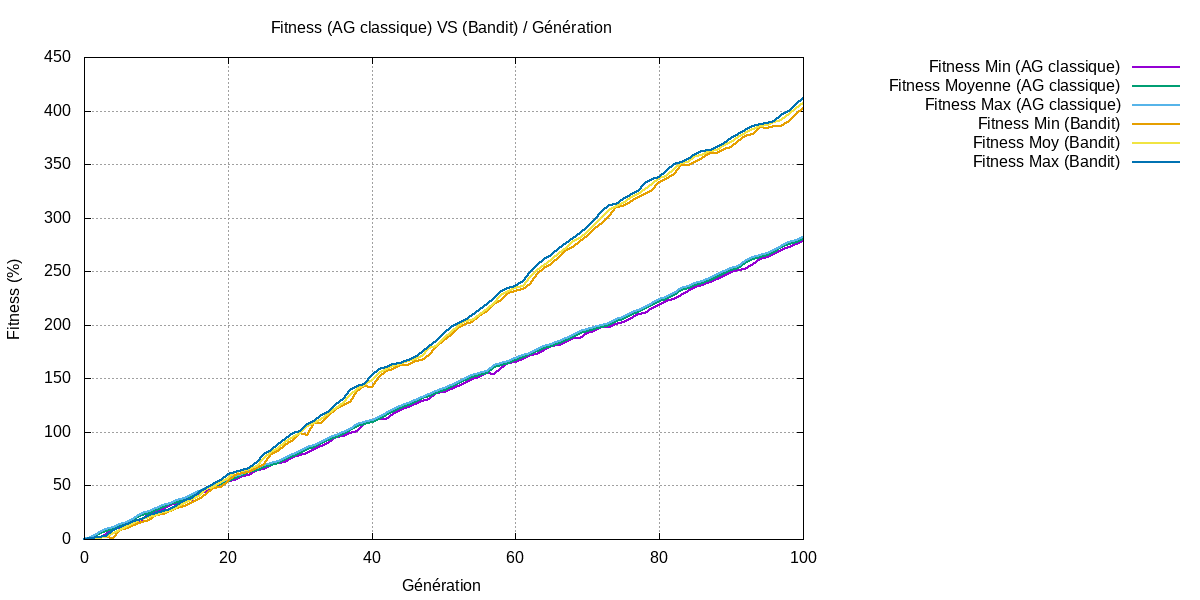 Fitness (AG classique) VS (Bandit) / Génération
Fitness (%)
450
400
350
300
250
200
150
100
50
0
0 20 40 60 80 100
Génération
Fitness Min (AG classique)
Fitness Moyenne (AG classique)
Fitness Max (AG classique)
Fitness Min (Bandit)
Fitness Moy (Bandit)
Fitness Max (Bandit)